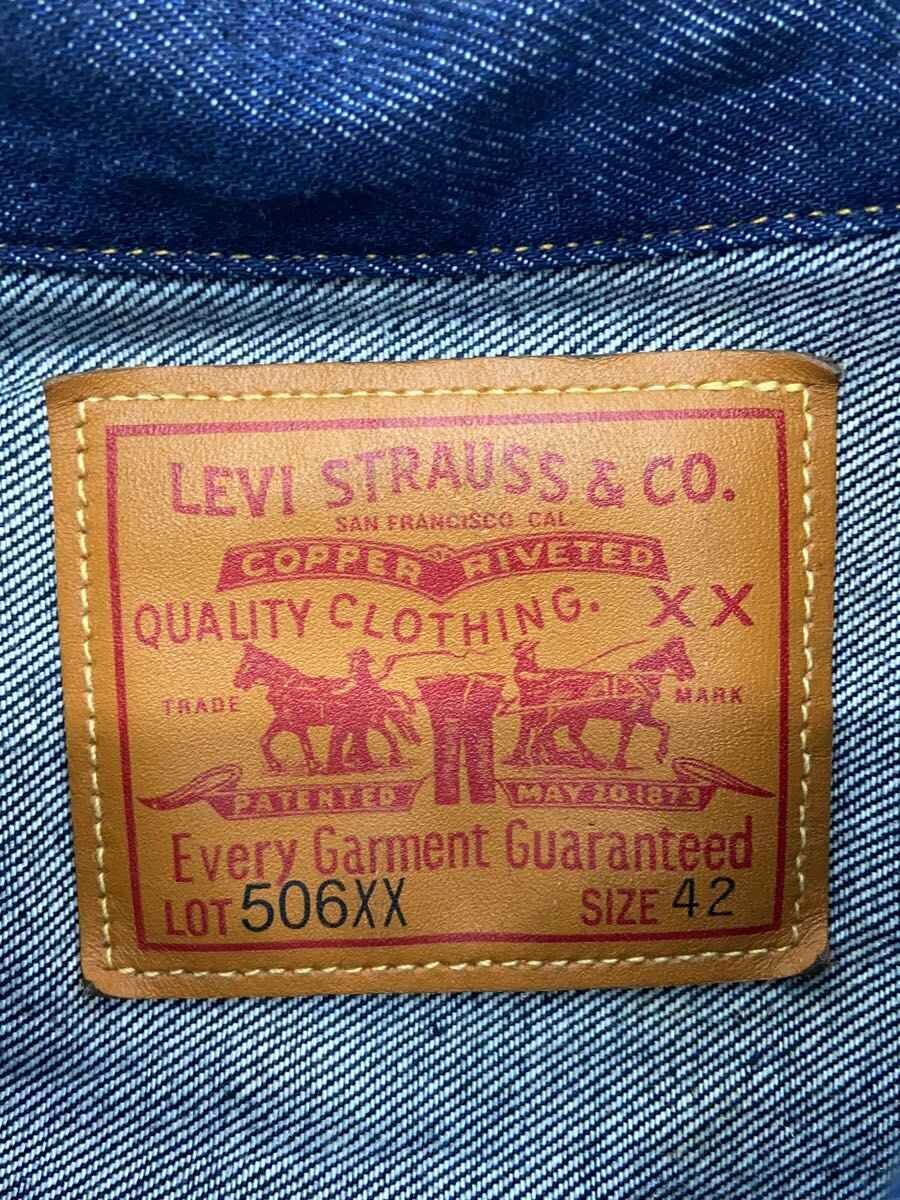 LEVI STRAUSS & CO.
SAN FRANCISCO CAL.
COPPER RIVETED
QUALITY CLOTHING. XX
TRADE MARK
PATENTED MAY 20 1873
Every Garment Guaranteed
LOT 506XX SIZE 42